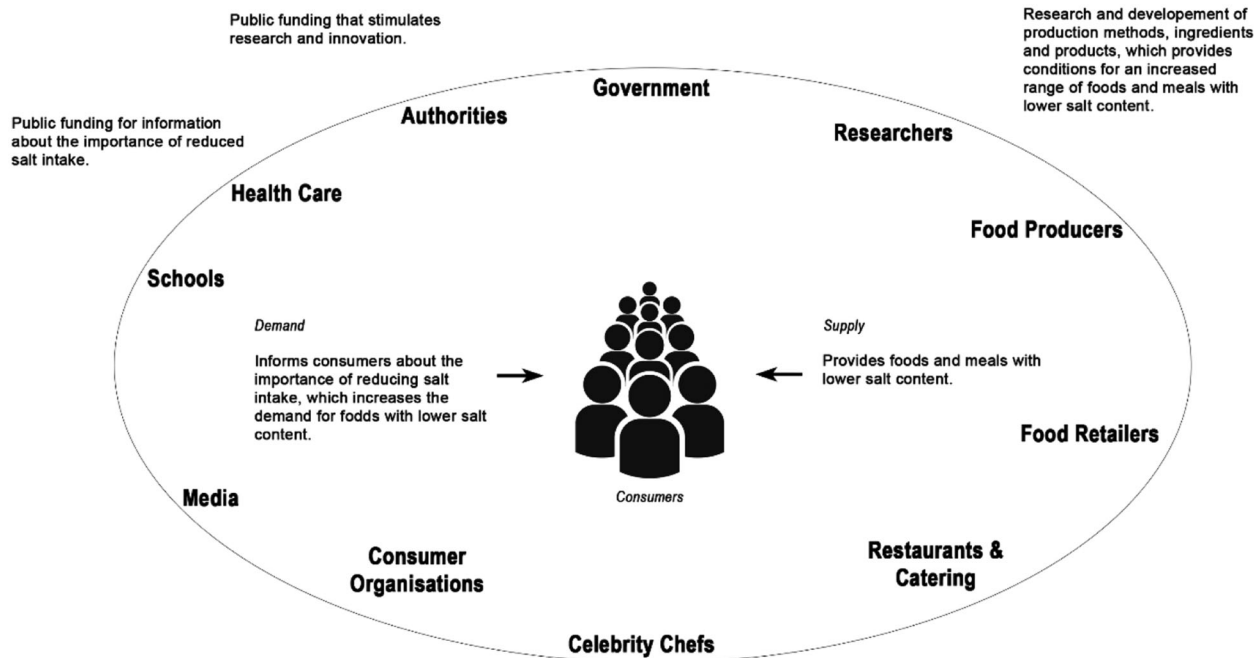 Public funding that stimulates
research and innovation.
Research and developement of
production methods, ingredients
and products, which provides
conditions for an increased
range of foods and meals with
lower salt content.
Public funding for information
about the importance of reduced
salt intake.
Government
Authorities
Researchers
Health Care
Food Producers
Schools
Demand
Informs consumers about the
importance of reducing salt
intake, which increases the
demand for fodds with lower salt
content.
Supply
Provides foods and meals with
lower salt content.
Food Retailers
Media
Consumers
Consumer
Organisations
Restaurants &
Catering
Celebrity Chefs